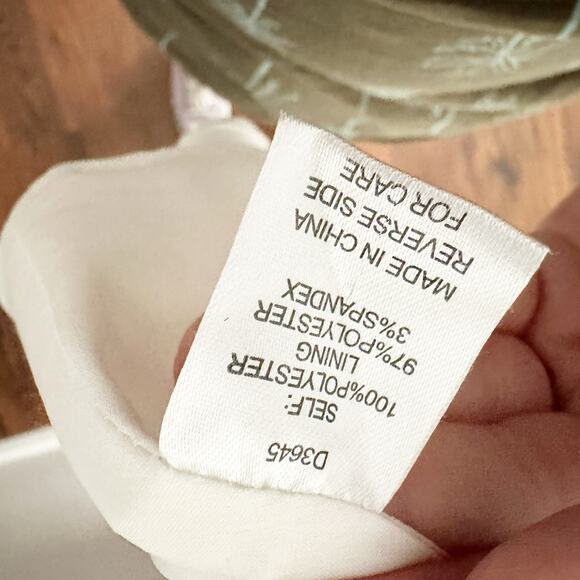 D3645
SELF:
100%POLYESTER
LINING
97%POLYESTER
3%SPANDEX
MADE IN CHINA
REVERSE SIDE
FOR CARE